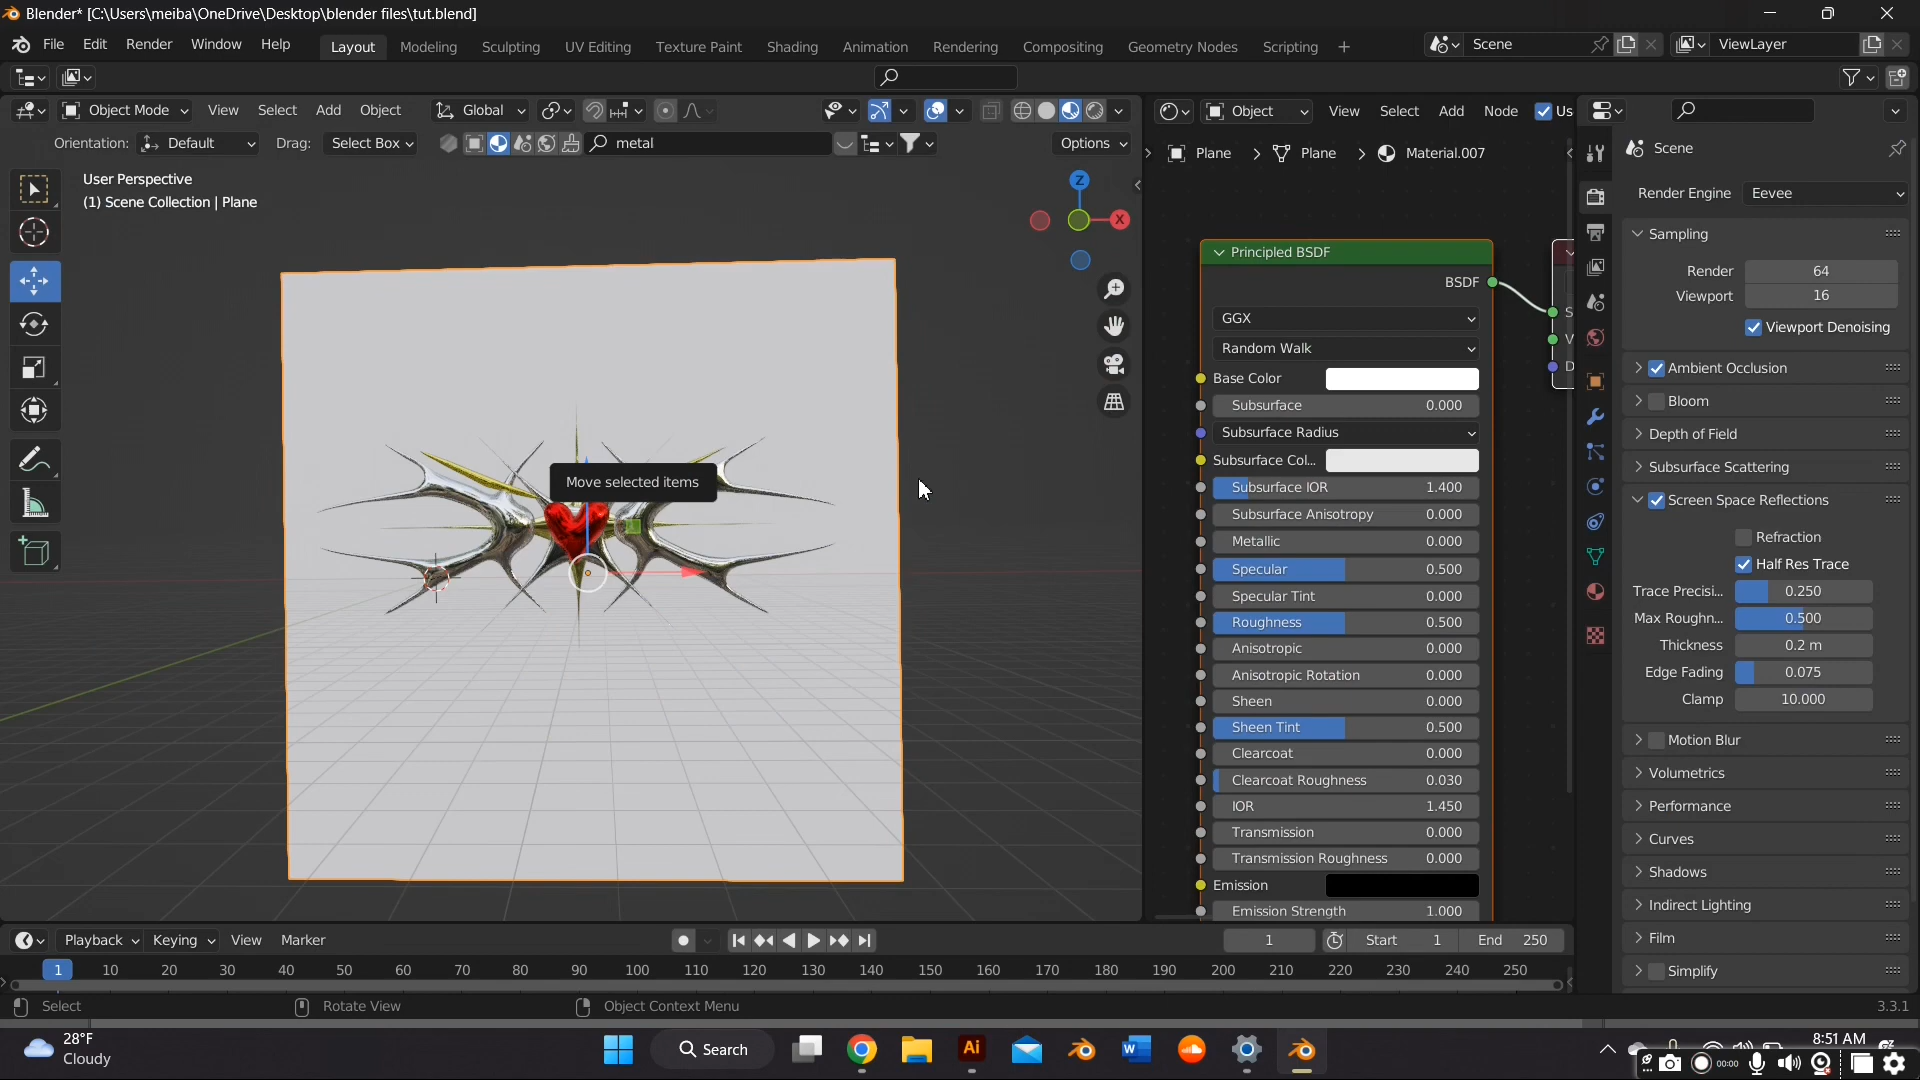 Blender* [C:\Users\meiba\OneDrive\Desktop\blender files\tut.blend]
File Edit Render Window Help Layout Modeling Sculpting UV Editing Texture Paint Shading Animation Rendering Compositing Geometry Nodes Scripting + Scene ViewLayer
Object Mode View Select Add Object Global Object View Select Add Node Us
Orientation: Default Drag: Select Box metal Options
Plane Plane Material.007
Scene
User Perspective
(1) Scene Collection | Plane
Z
X
Move selected items
Principled BSDF
BSDF
GGX
Random Walk
Base Color
Subsurface 0.000
Subsurface Radius
Subsurface Col...
Subsurface IOR 1.400
Subsurface Anisotropy 0.000
Metallic 0.000
Specular 0.500
Specular Tint 0.000
Roughness 0.500
Anisotropic 0.000
Anisotropic Rotation 0.000
Sheen 0.000
Sheen Tint 0.500
Clearcoat 0.000
Clearcoat Roughness 0.030
IOR 1.450
Transmission 0.000
Transmission Roughness 0.000
Emission
Emission Strength 1.000
S
V
D
Render Engine Eevee
Sampling
Render 64
Viewport 16
Viewport Denoising
Ambient Occlusion
Bloom
Depth of Field
Subsurface Scattering
Screen Space Reflections
Refraction
Half Res Trace
Trace Precisi... 0.250
Max Roughn... 0.500
Thickness 0.2 m
Edge Fading 0.075
Clamp 10.000
Motion Blur
Volumetrics
Performance
Curves
Shadows
Indirect Lighting
Film
Simplify
Playback Keying View Marker 1 Start 1 End 250
1 10 20 30 40 50 60 70 80 90 100 110 120 130 140 150 160 170 180 190 200 210 220 230 240 250
Select Rotate View Object Context Menu 3.3.1
28°F
Cloudy
Search
Ai
W
8:51 AM
00:00